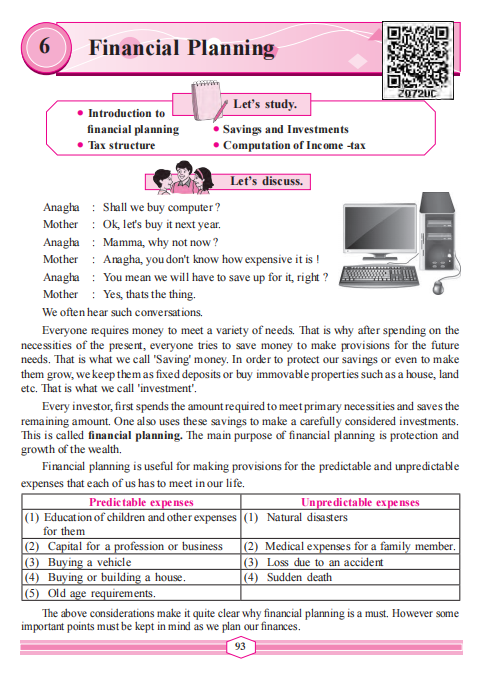 6
Financial Planning
ZQ72UC
Let's study.
• Introduction to
financial planning
• Tax structure
• Savings and Investments
• Computation of Income -tax
Let's discuss.
Anagha : Shall we buy computer ?
Mother : Ok, let's buy it next year.
Anagha : Mamma, why not now ?
Mother : Anagha, you don't know how expensive it is !
Anagha : You mean we will have to save up for it, right ?
Mother : Yes, thats the thing.
We often hear such conversations.
Everyone requires money to meet a variety of needs. That is why after spending on the
necessities of the present, everyone tries to save money to make provisions for the future
needs. That is what we call 'Saving' money. In order to protect our savings or even to make
them grow, we keep them as fixed deposits or buy immovable properties such as a house, land
etc. That is what we call 'investment'.
Every investor, first spends the amount required to meet primary necessities and saves the
remaining amount. One also uses these savings to make a carefully considered investments.
This is called financial planning. The main purpose of financial planning is protection and
growth of the wealth.
Financial planning is useful for making provisions for the predictable and unpredictable
expenses that each of us has to meet in our life.
Predictable expenses Unpredictable expenses
(1) Education of children and other expenses (1) Natural disasters
for them
(2) Capital for a profession or business (2) Medical expenses for a family member.
(3) Buying a vehicle (3) Loss due to an accident
(4) Buying or building a house. (4) Sudden death
(5) Old age requirements.
The above considerations make it quite clear why financial planning is a must. However some
important points must be kept in mind as we plan our finances.
93